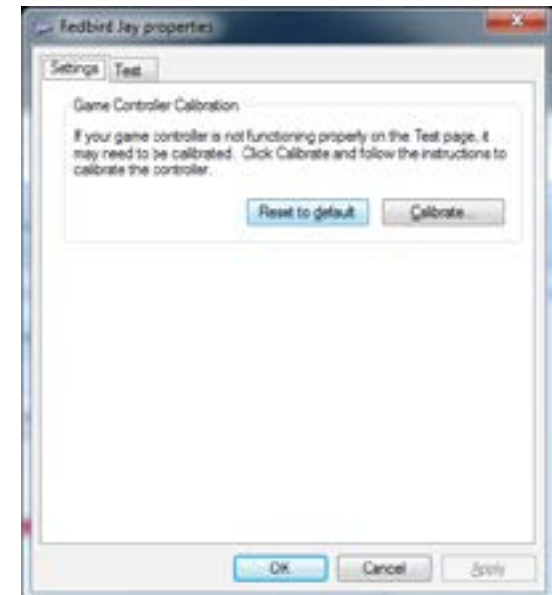 Redbird Jay properties
Settings Test
Game Controller Calibration
If your game controller is not functioning properly on the Test page, it
may need to be calibrated. Click Calibrate and follow the instructions to
calibrate the controller.
Reset to default Calibrate...
OK Cancel Apply